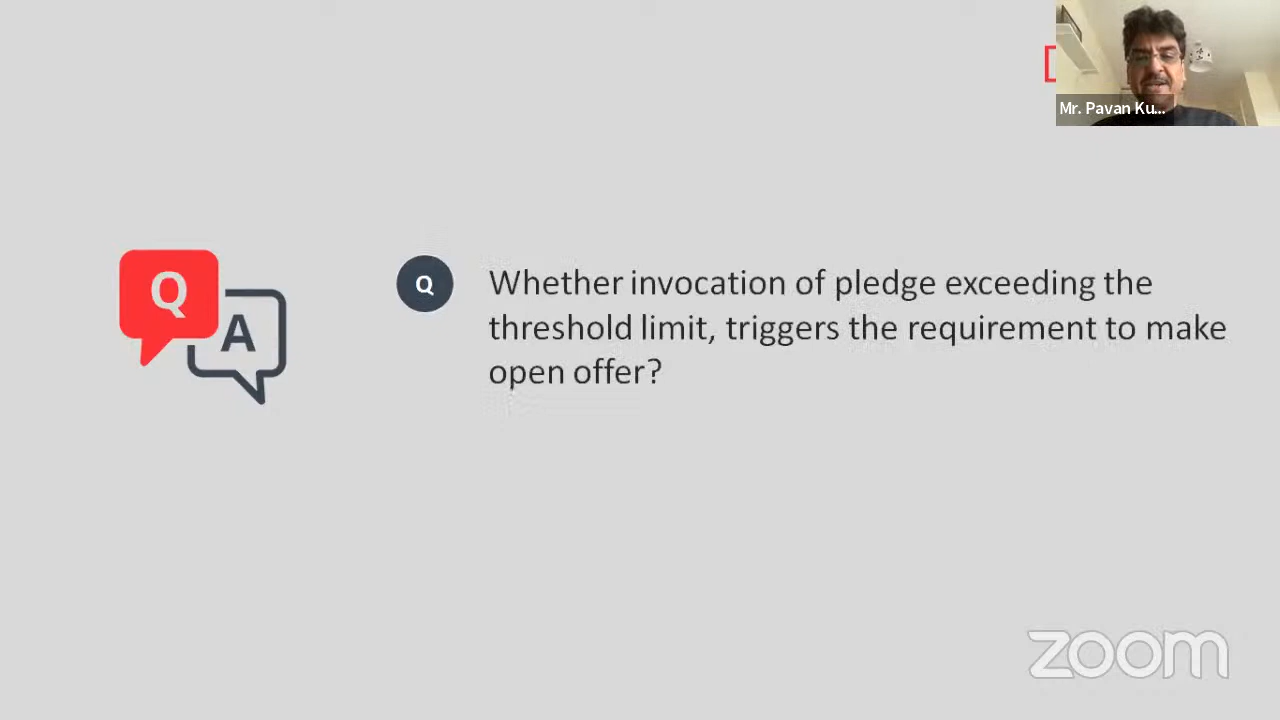 Mr. Pavan Ku...
Q
A
Q
Whether invocation of pledge exceeding the
threshold limit, triggers the requirement to make
open offer?
zoom